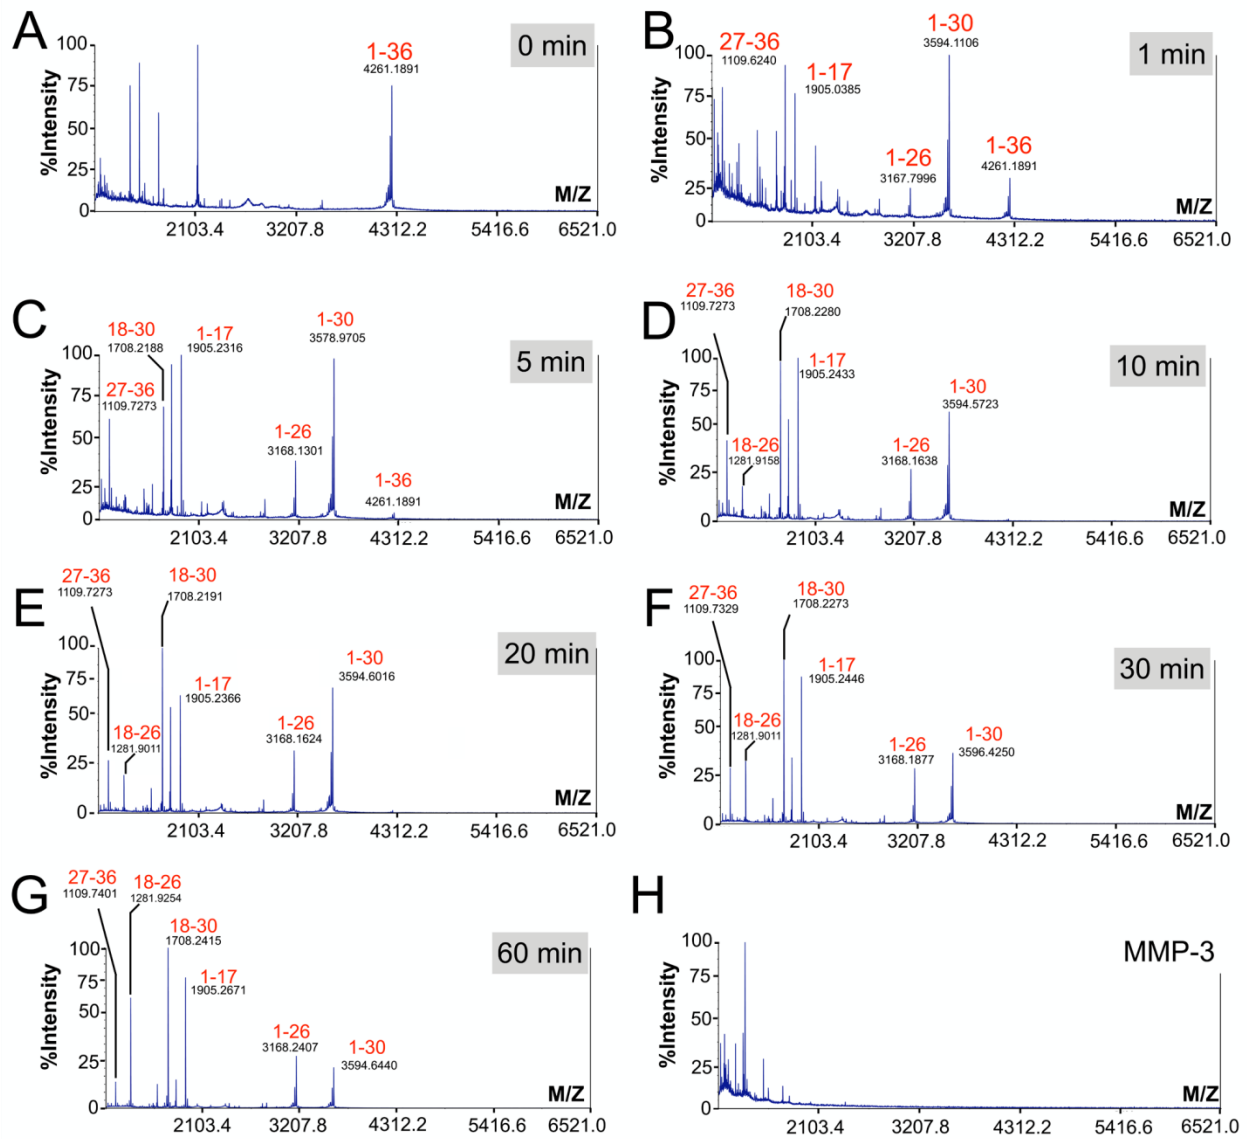 A
0 min
1-36
4261.1891
100
75
50
25
0
%Intensity
M/Z
2103.4 3207.8 4312.2 5416.6 6521.0
B
1 min
1-30
3594.1106
27-36
1109.6240
1-17
1905.0385
1-26
3167.7996
1-36
4261.1891
100
75
50
25
0
%Intensity
M/Z
2103.4 3207.8 4312.2 5416.6 6521.0
C
5 min
1-30
3578.9705
18-30
1708.2188
1-17
1905.2316
27-36
1109.7273
1-26
3168.1301
1-36
4261.1891
100
75
50
25
0
%Intensity
M/Z
2103.4 3207.8 4312.2 5416.6 6521.0
D
10 min
27-36
1109.7273
18-30
1708.2280
1-17
1905.2433
1-30
3594.5723
18-26
1281.9158
1-26
3168.1638
100
75
50
25
0
%Intensity
M/Z
2103.4 3207.8 4312.2 5416.6 6521.0
E
20 min
27-36
1109.7273
18-30
1708.2191
1-30
3594.6016
1-17
1905.2366
18-26
1281.9011
1-26
3168.1624
100
75
50
25
0
%Intensity
M/Z
2103.4 3207.8 4312.2 5416.6 6521.0
F
30 min
27-36
1109.7329
18-30
1708.2273
1-17
1905.2446
18-26
1281.9011
1-26
3168.1877
1-30
3596.4250
100
75
50
25
0
%Intensity
M/Z
2103.4 3207.8 4312.2 5416.6 6521.0
G
60 min
27-36
1109.7401
18-26
1281.9254
18-30
1708.2415
1-17
1905.2671
1-26
3168.2407
1-30
3594.6440
100
75
50
25
0
%Intensity
M/Z
2103.4 3207.8 4312.2 5416.6 6521.0
H
MMP-3
100
75
50
25
0
%Intensity
M/Z
2103.4 3207.8 4312.2 5416.6 6521.0